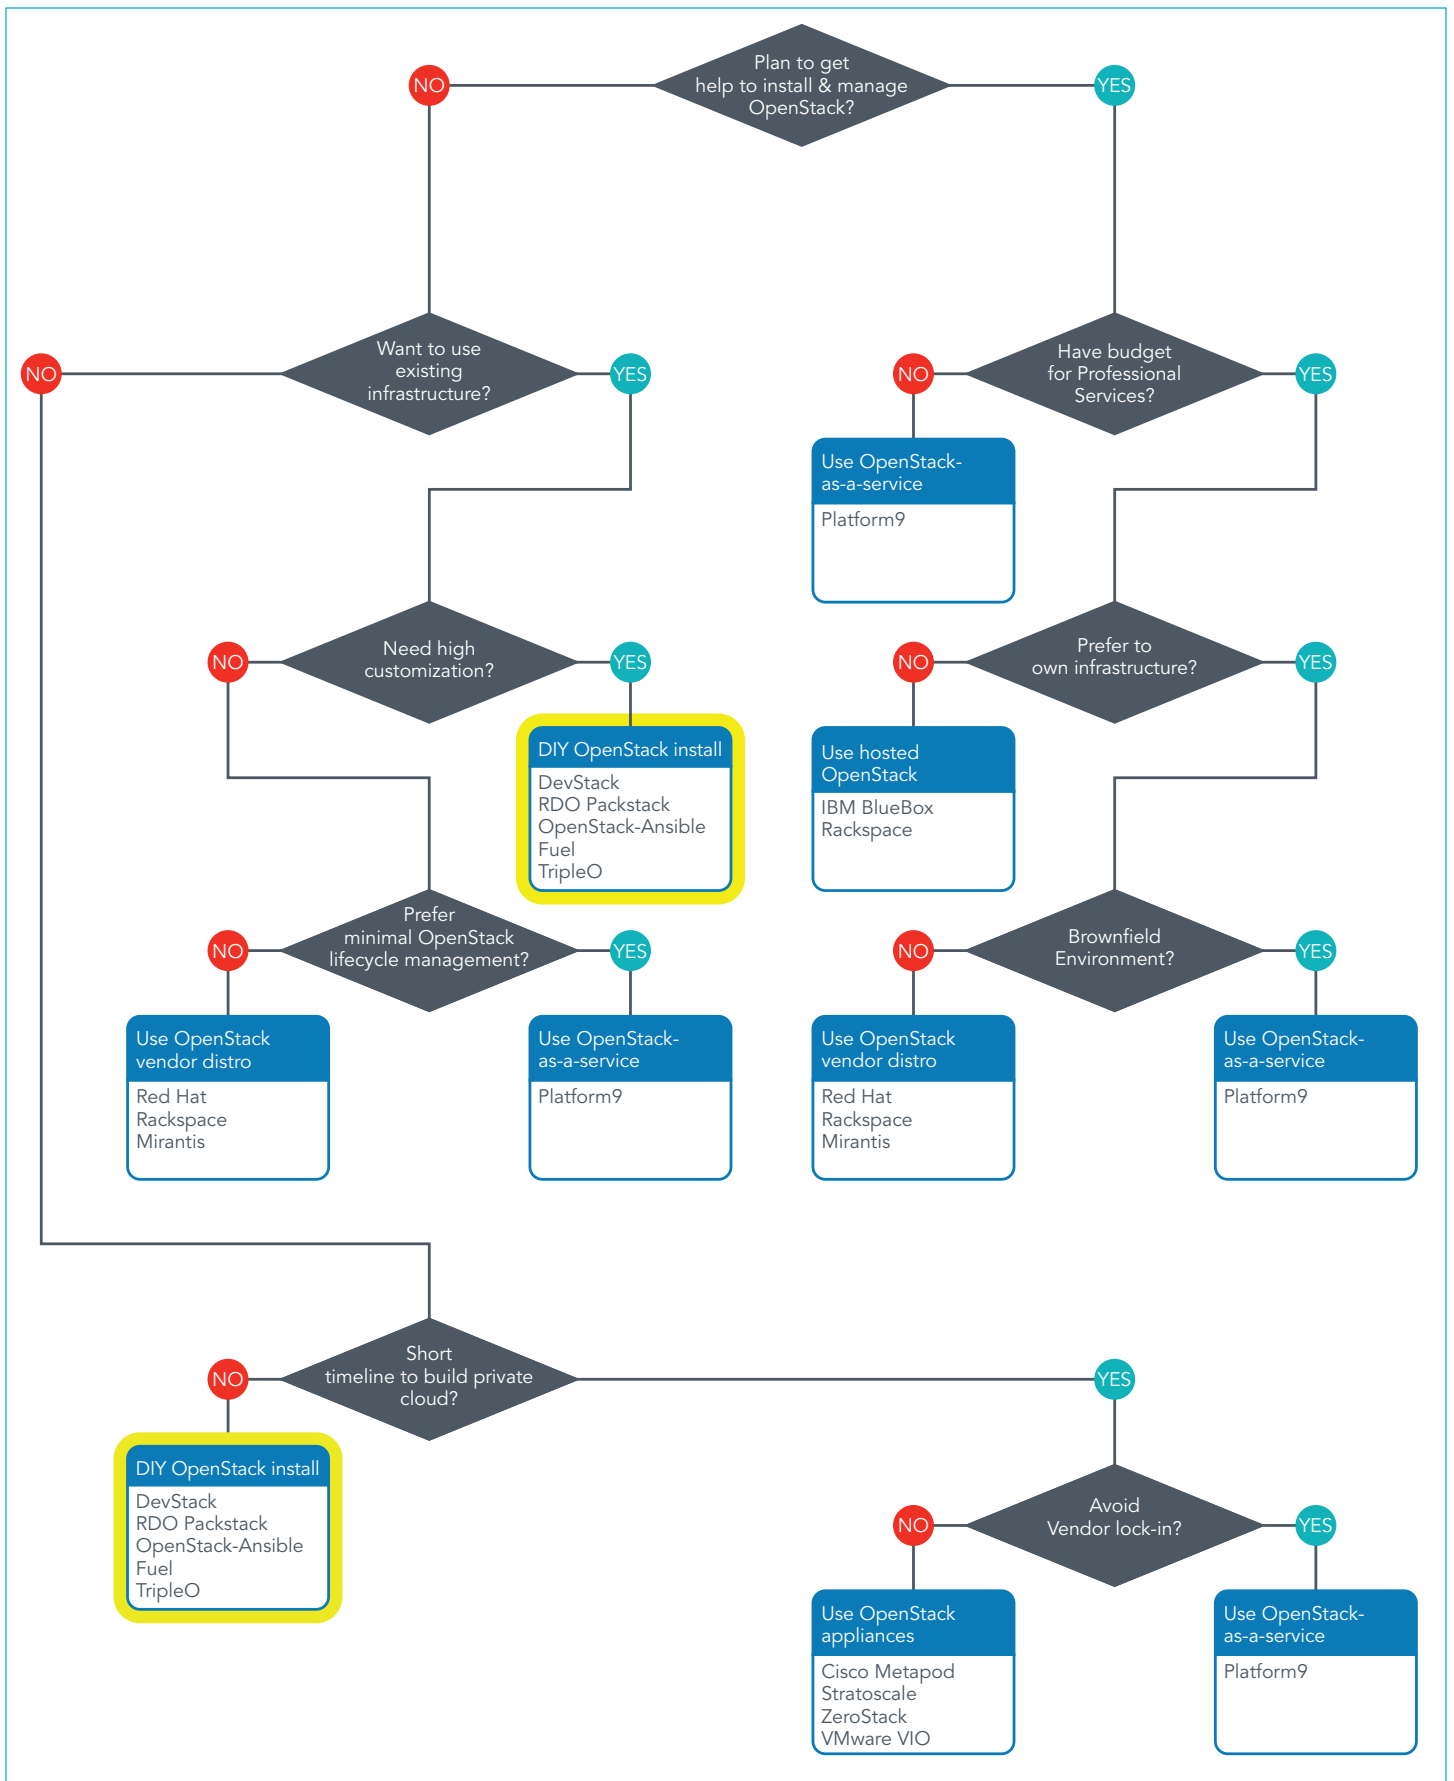 Plan to get
help to install & manage
OpenStack?
NO
YES
Want to use
existing
infrastructure?
NO
YES
Have budget
for Professional
Services?
NO
YES
Use OpenStack-
as-a-service
Platform9
Need high
customization?
NO
YES
Prefer to
own infrastructure?
NO
YES
DIY OpenStack install
DevStack
RDO Packstack
OpenStack-Ansible
Fuel
TripleO
Use hosted
OpenStack
IBM BlueBox
Rackspace
Prefer
minimal OpenStack
lifecycle management?
NO
YES
Brownfield
Environment?
NO
YES
Use OpenStack
vendor distro
Red Hat
Rackspace
Mirantis
Use OpenStack-
as-a-service
Platform9
Use OpenStack
vendor distro
Red Hat
Rackspace
Mirantis
Use OpenStack-
as-a-service
Platform9
Short
timeline to build private
cloud?
NO
YES
DIY OpenStack install
DevStack
RDO Packstack
OpenStack-Ansible
Fuel
TripleO
Avoid
Vendor lock-in?
NO
YES
Use OpenStack
appliances
Cisco Metapod
Stratoscale
ZeroStack
VMware VIO
Use OpenStack-
as-a-service
Platform9